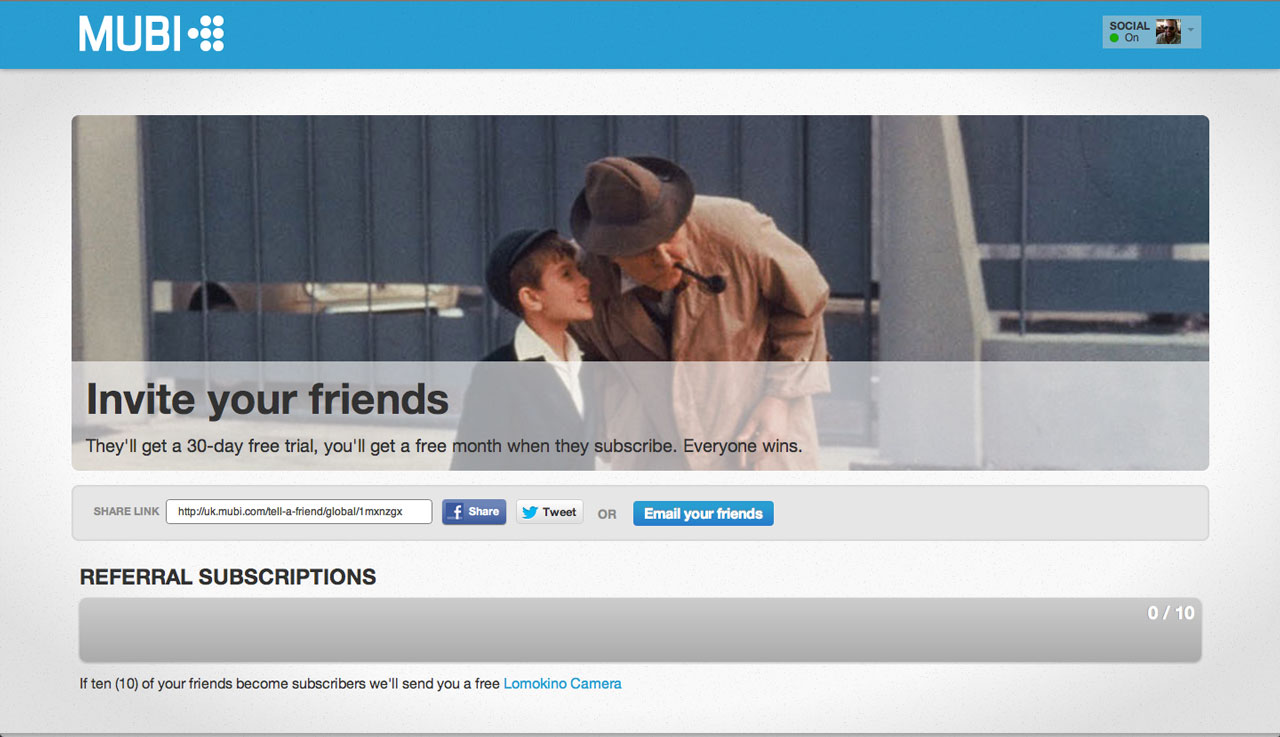 MUBI
SOCIAL
On
Invite your friends
They'll get a 30-day free trial, you'll get a free month when they subscribe. Everyone wins.
SHARE LINK http://uk.mubi.com/tell-a-friend/global/1mxnzgx Share Tweet OR Email your friends
REFERRAL SUBSCRIPTIONS
0 / 10
If ten (10) of your friends become subscribers we'll send you a free Lomokino Camera